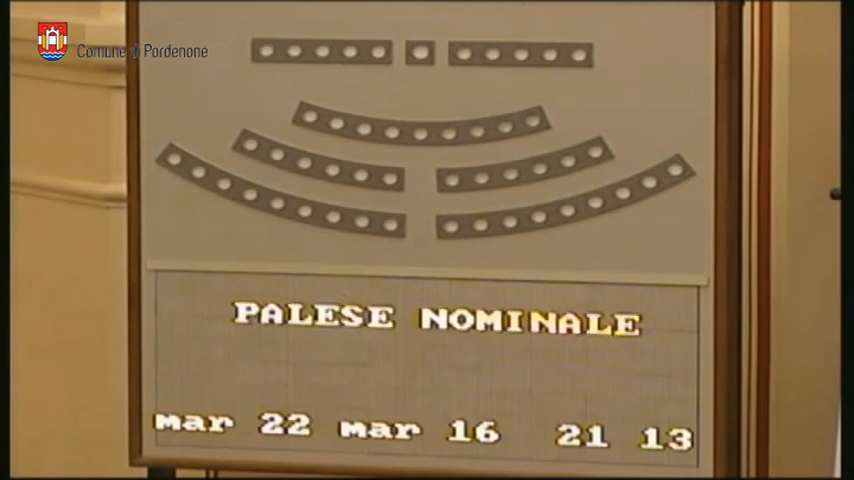 Comune di Pordenone
PALESE NOMINALE
mar 22 mar 16 21 13